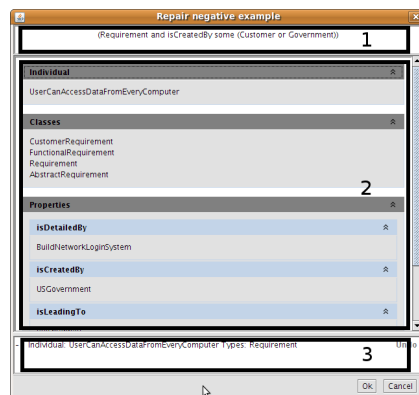 Repair negative example
(Requirement and isCreatedBy some (Customer or Government))
1
Individual
UserCanAccessDataFromEveryComputer
Classes
CustomerRequirement
FunctionalRequirement
Requirement
AbstractRequirement
2
Properties
isDetailedBy
BuildNetworkLoginSystem
isCreatedBy
USGovernment
isLeadingTo
- Individual: UserCanAccessDataFromEveryComputer Types: Requirement
3
Ok Cancel